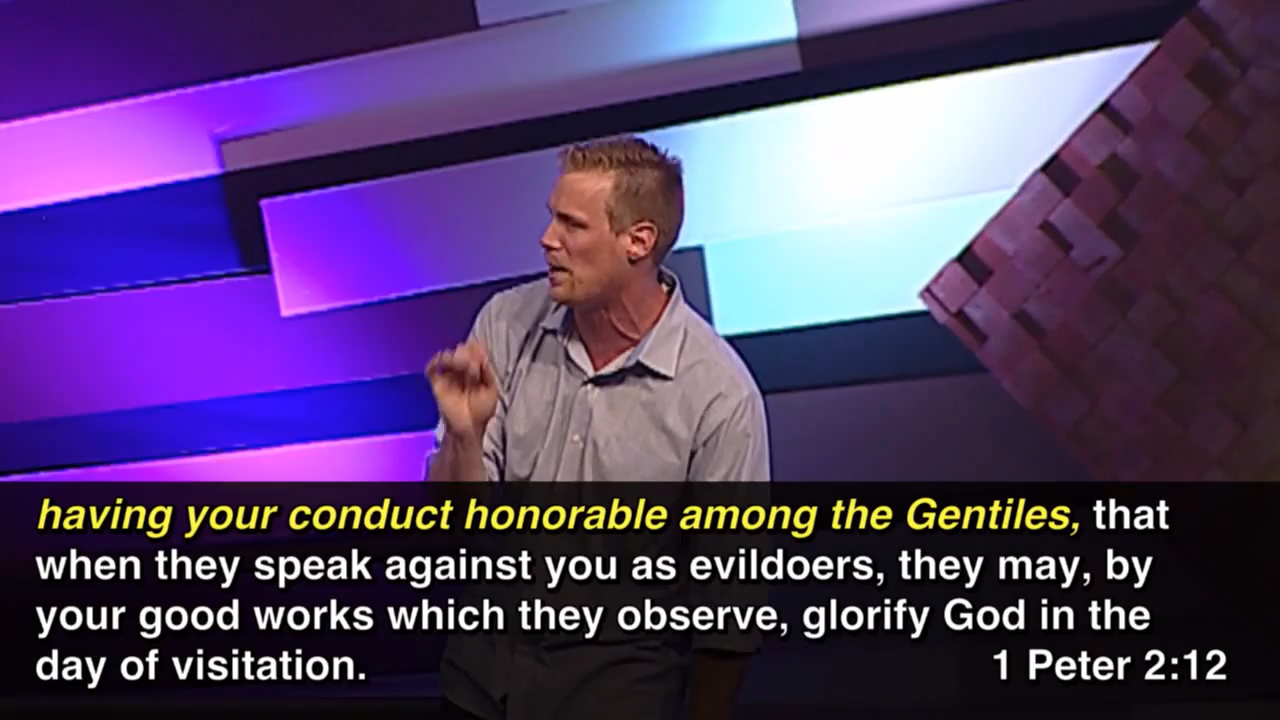 having your conduct honorable among the Gentiles, that
when they speak against you as evildoers, they may, by
your good works which they observe, glorify God in the
day of visitation.
1 Peter 2:12